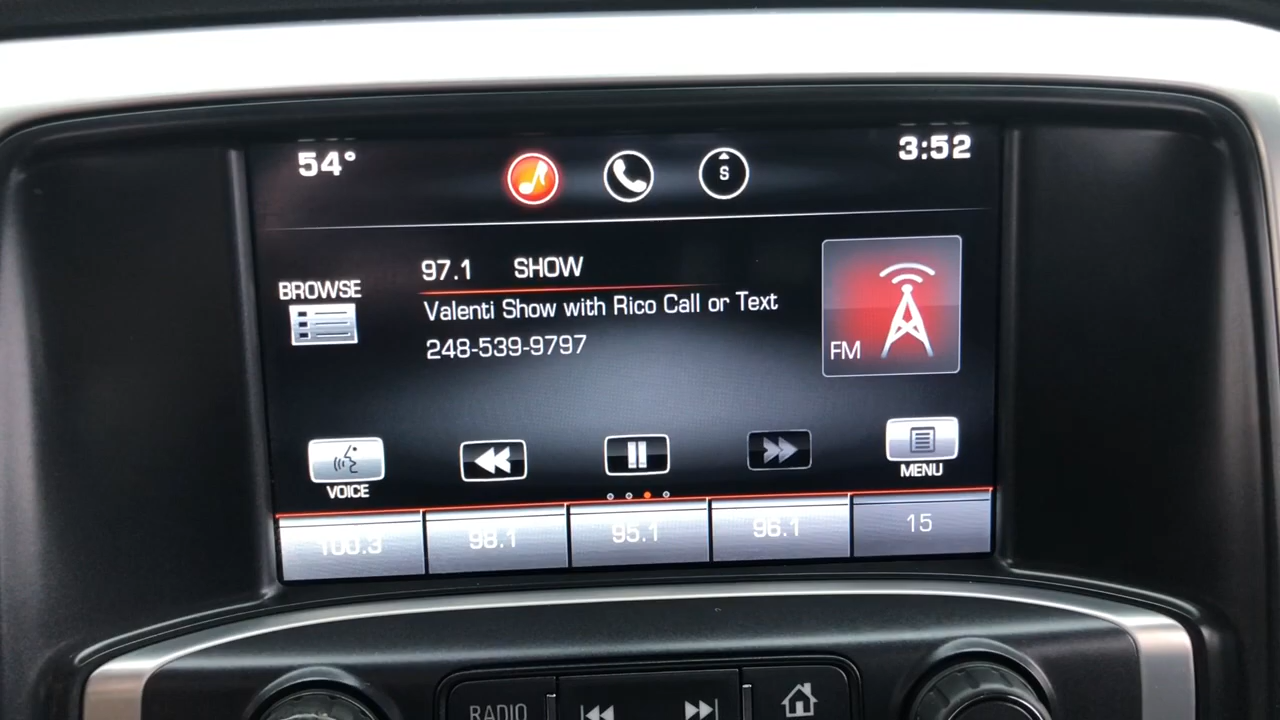 54°
S
3:52
97.1 SHOW
BROWSE
Valenti Show with Rico Call or Text
248-539-9797
FM
VOICE
MENU
100.3
98.1
95.1
96.1
15
RADIO